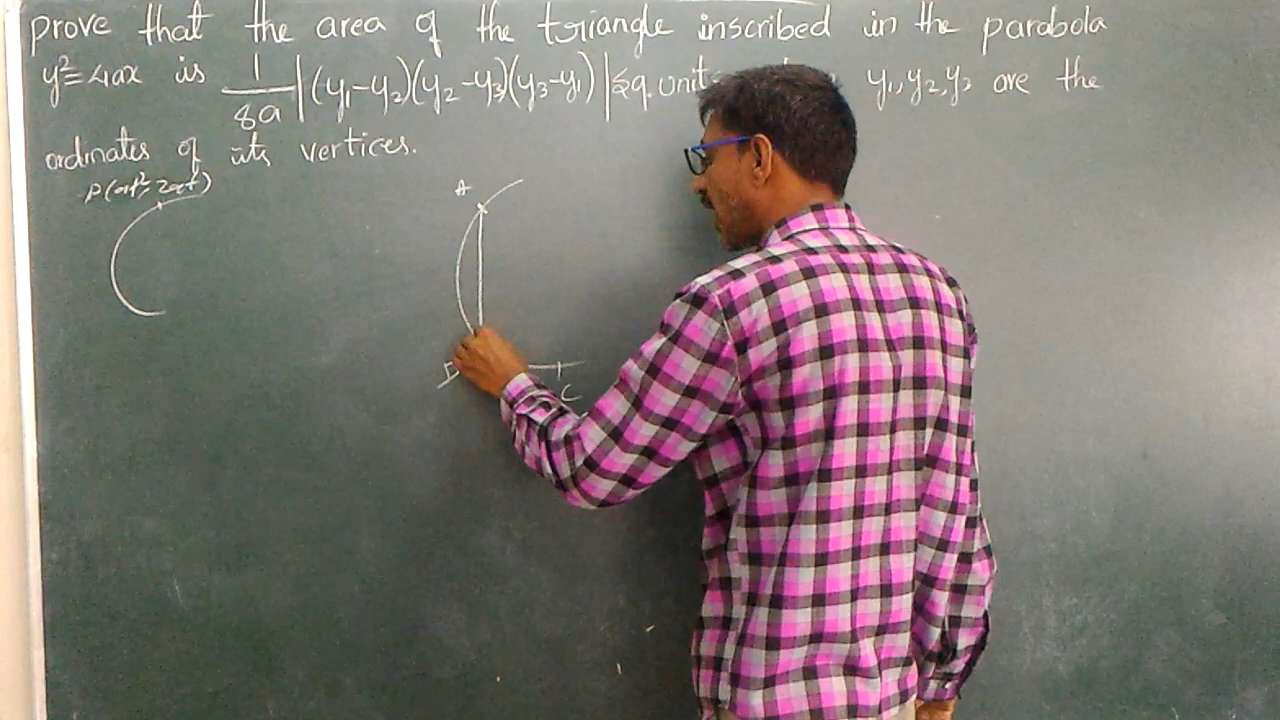 prove that the area of the triangle inscribed in the parabola
y²=4ax is 1/8a |(y₁-y₂)(y₂-y₃)(y₃-y₁)| sq. units y₁, y₂, y₃ are the
ordinates of its vertices.
P(at², 2at)
A
C